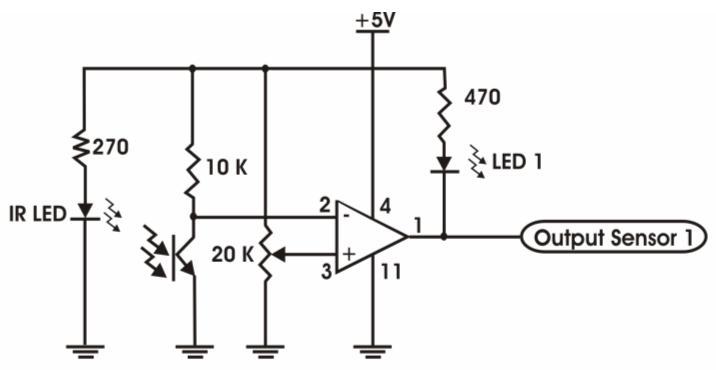 +5V
470
270
10 K
LED 1
2
4
-
1
IR LED
Output Sensor 1
20 K
+
3
11